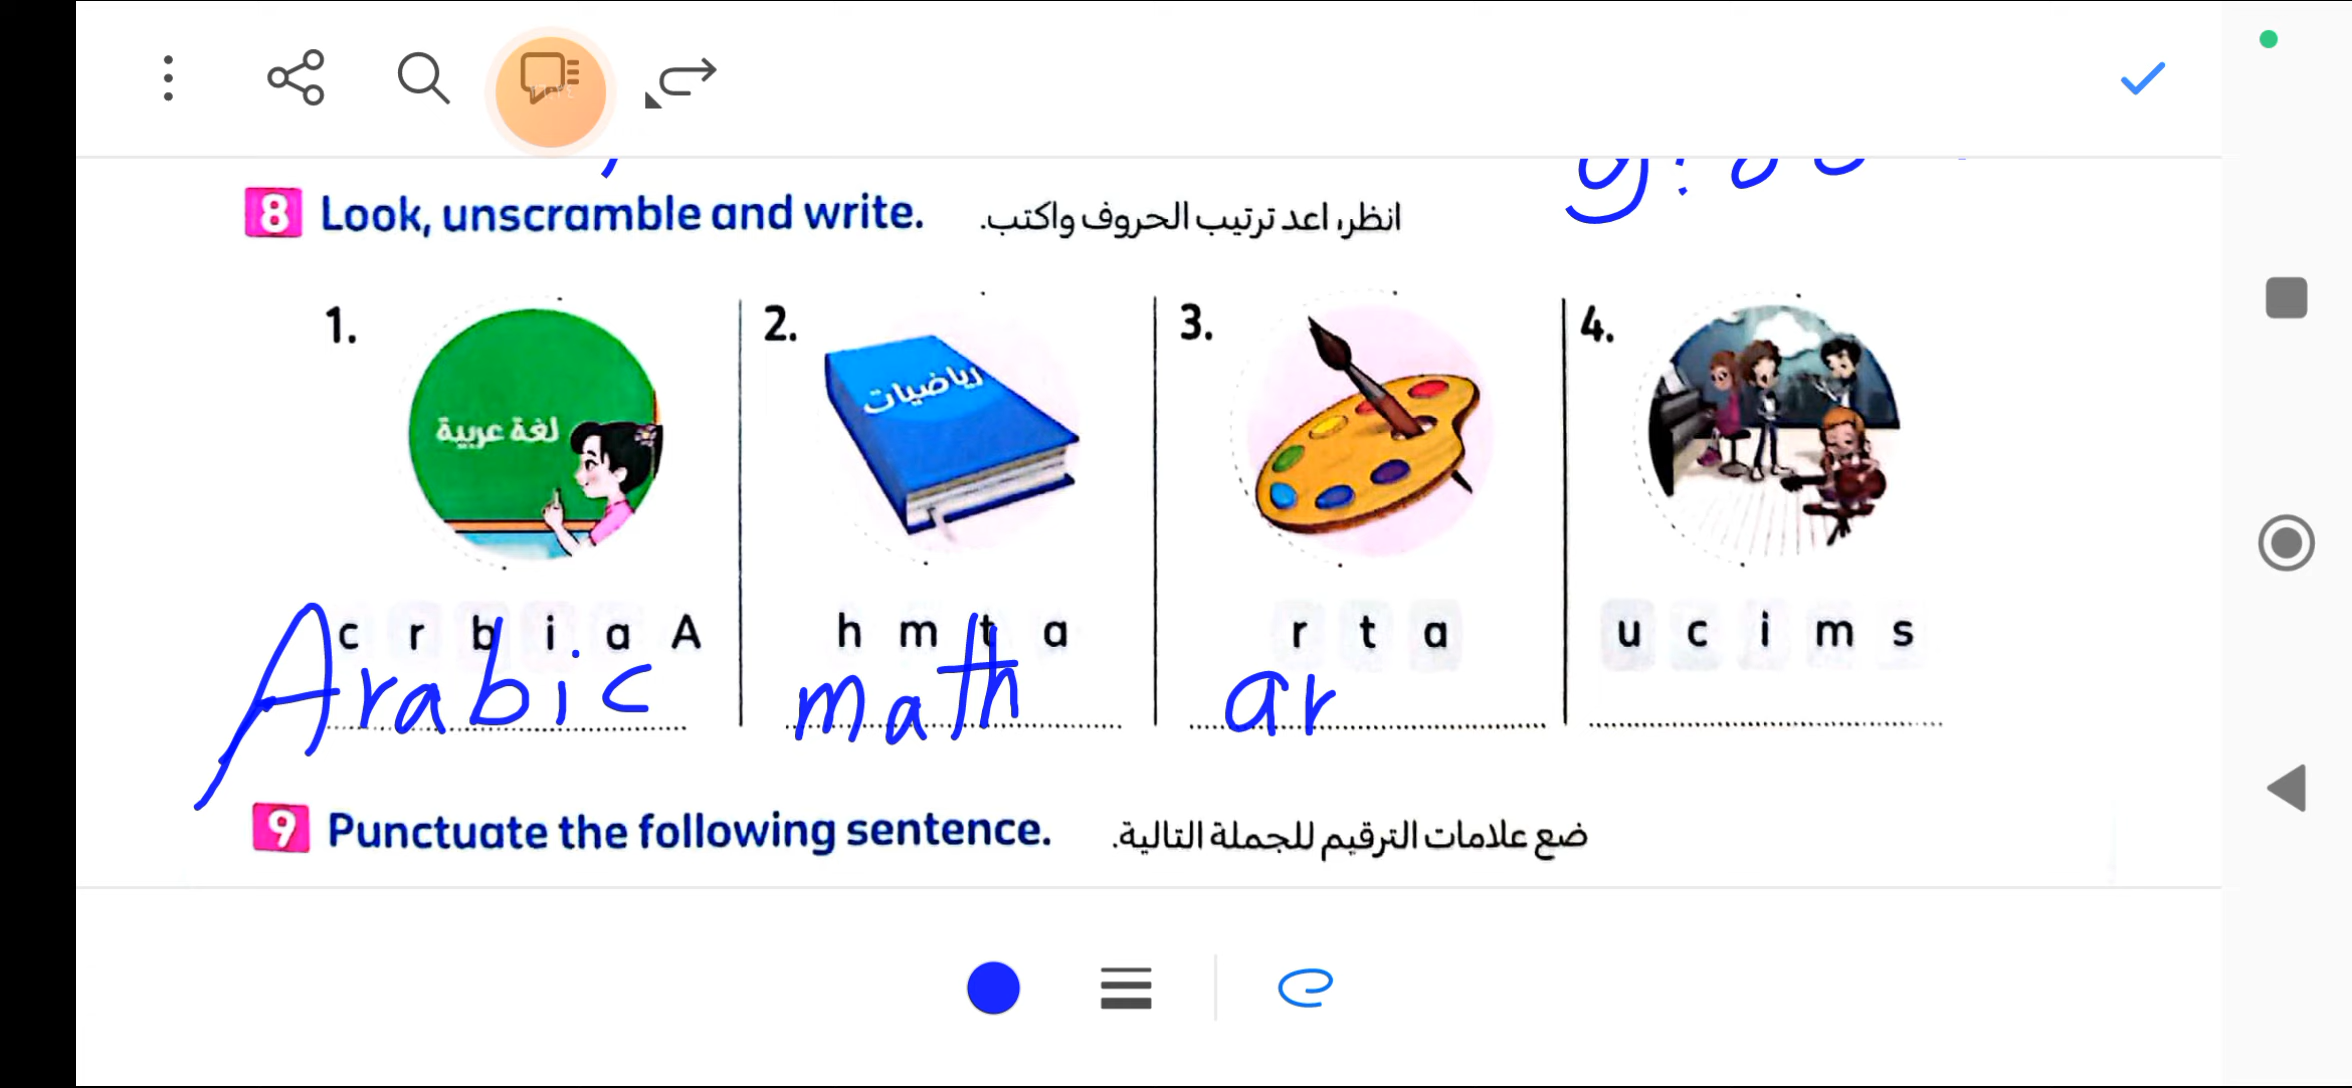 8 Look, unscramble and write. انظر، اعد ترتيب الحروف واكتب.
1. 2. 3. 4.
لغة عربية
رياضيات
c r b i a A
h m t a
r t a
u c i m s
Arabic
math
ar
9 Punctuate the following sentence. ضع علامات الترقيم للجملة التالية.